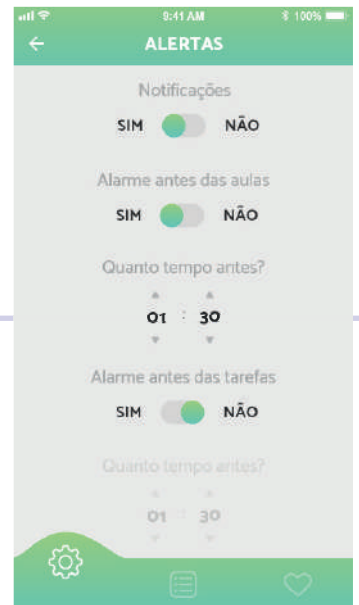 9:41 AM 100%
ALERTAS
Notificações
SIM NÃO
Alarme antes das aulas
SIM NÃO
Quanto tempo antes?
01 : 30
Alarme antes das tarefas
SIM NÃO
Quanto tempo antes?
01 : 30